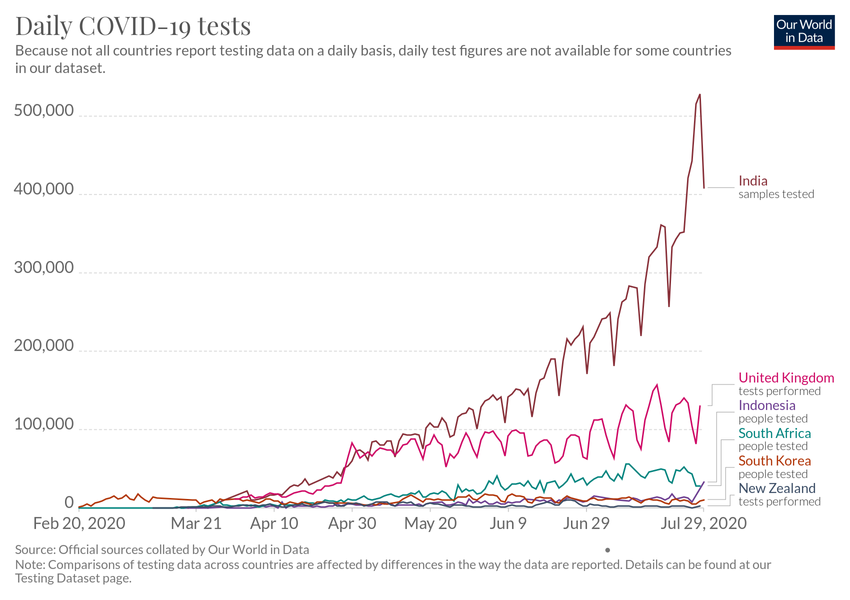 Daily COVID-19 tests
Our World
in Data
Because not all countries report testing data on a daily basis, daily test figures are not available for some countries
in our dataset.
500,000
400,000
300,000
200,000
100,000
0
India
samples tested
United Kingdom
tests performed
Indonesia
people tested
South Africa
people tested
South Korea
people tested
New Zealand
tests performed
Feb 20, 2020 Mar 21 Apr 10 Apr 30 May 20 Jun 9 Jun 29 Jul 29, 2020
Source: Official sources collated by Our World in Data
Note: Comparisons of testing data across countries are affected by differences in the way the data are reported. Details can be found at our
Testing Dataset page.